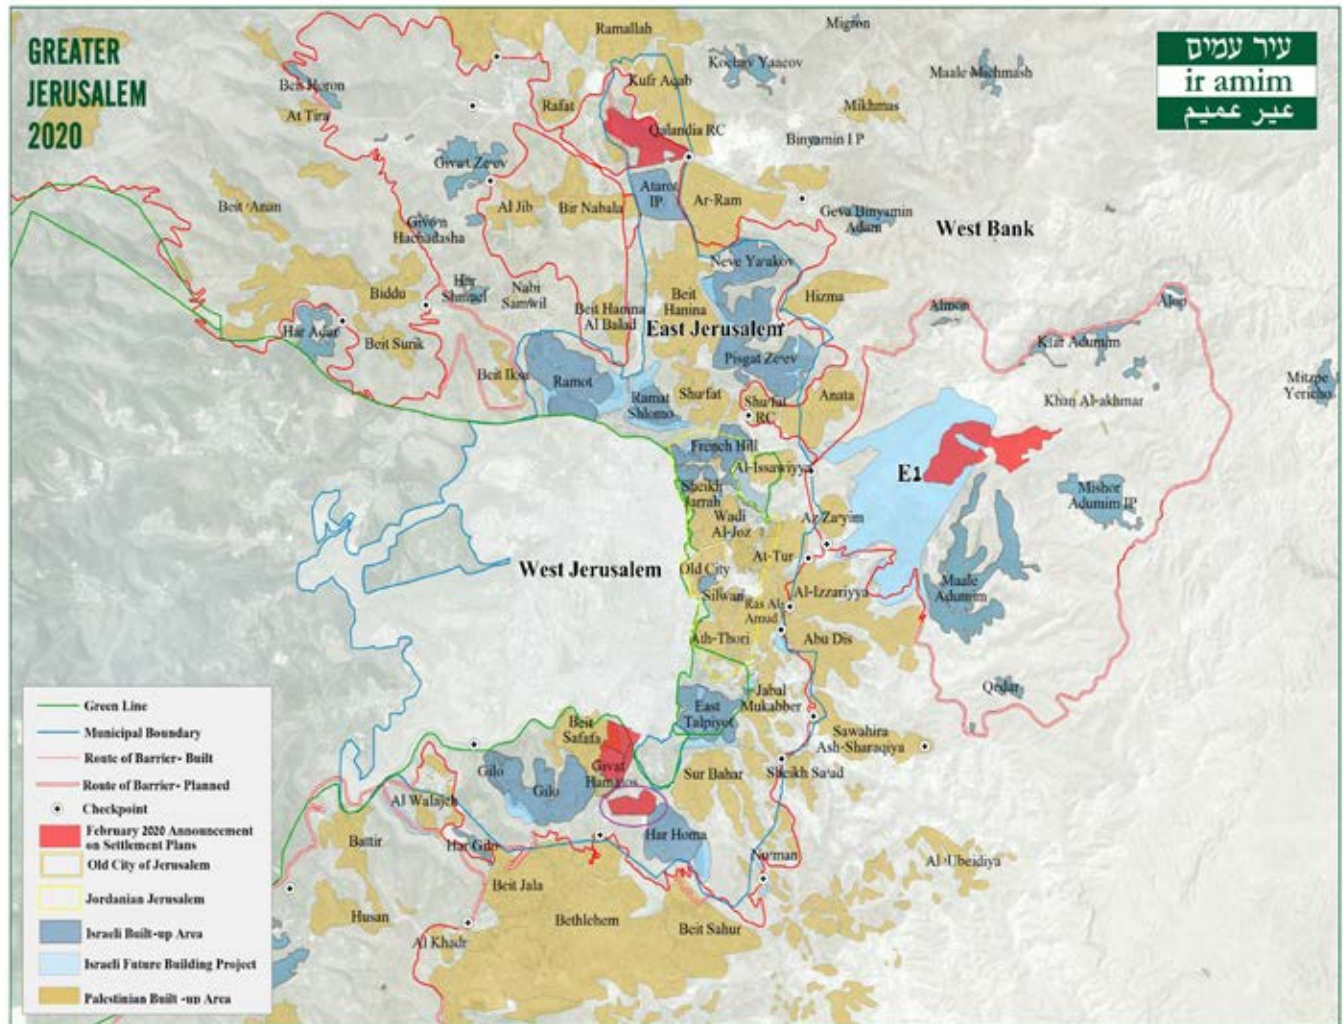 GREATER
JERUSALEM
2020
עיר עמים
ir amim
عير عميم
Ramallah
Migron
Kochav Yaacov
Maale Michmash
Beit Horon
At Tira
Rafat
Kufr Aqab
Mikhmas
Qalandia RC
Binyamin I P
Givat Ze'ev
Beit 'Anan
Al Jib
Bir Nabala
Atarot
IP
Ar-Ram
Geva Binyamin
Adam
West Bank
Givo'n
Hachadasha
Neve Ya'akov
Biddu
Har
Shmuel
Nabi
Samwil
Beit Hanina
Al Balad
Beit
Hanina
Hizma
Almon
Alon
Har Adar
Beit Surik
East Jerusalem
Kfar Adumim
Pisgat Ze'ev
Beit Iksa
Ramot
Ramat
Shlomo
Shu'fat
Shu'fat
RC
Anata
Khan Al-akhmar
Mitzpe
Yericho
French Hill
Al-Issawiyya
E1
Sheikh
Jarrah
Mishor
Adumim IP
Wadi
Al-Joz
Az Za'yim
West Jerusalem
Old City
At-Tur
Silwan
Ras Al-
Amud
Al-Izzariyya
Maale
Adumim
Ath-Thori
Abu Dis
Qedar
East
Talpiyot
Jabal
Mukabber
Beit
Safafa
Sawahira
Ash-Sharaqiya
Gilo
Gilo
Givat
Hamatos
Sur Bahar
Sheikh Sa'ad
Al Walajeh
Har Homa
Battir
Har Gilo
Nu'man
Al-'Ubeidiya
Beit Jala
Husan
Bethlehem
Beit Sahur
Al Khadr
Green Line
Municipal Boundary
Route of Barrier- Built
Route of Barrier- Planned
Checkpoint
February 2020 Announcement
on Settlement Plans
Old City of Jerusalem
Jordanian Jerusalem
Israeli Built-up Area
Israeli Future Building Project
Palestinian Built -up Area